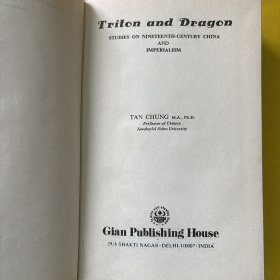 Triton and Dragon
STUDIES ON NINETEENTH-CENTURY CHINA
AND
IMPERIALISM
TAN CHUNG M.A., Ph.D.
Professor of Chinese
Jawaharlal Nehru University
Gian Publishing House
29/6 SHAKTI NAGAR-DELHI-110007-INDIA